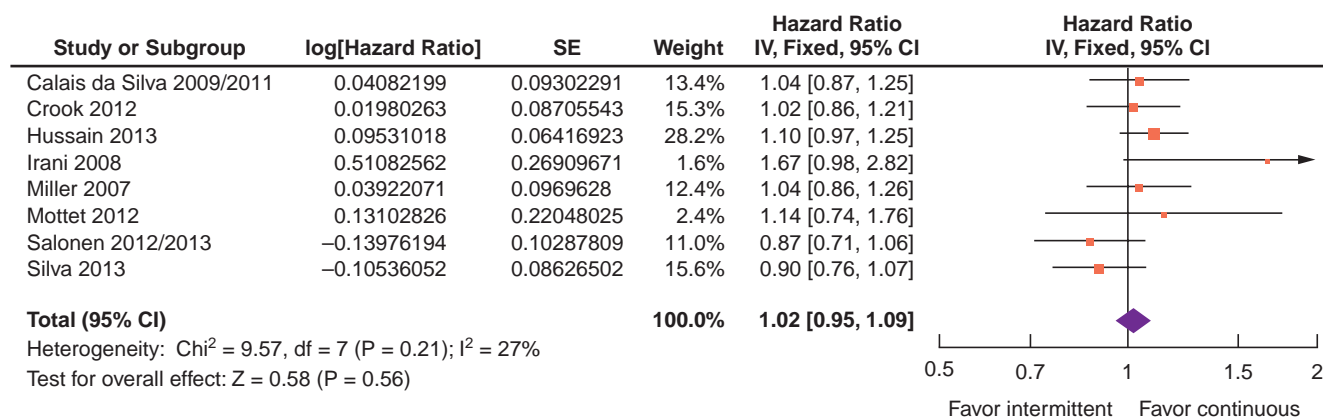 Hazard Ratio Hazard Ratio
Study or Subgroup log[Hazard Ratio] SE Weight IV, Fixed, 95% CI IV, Fixed, 95% CI
Calais da Silva 2009/2011 0.04082199 0.09302291 13.4% 1.04 [0.87, 1.25]
Crook 2012 0.01980263 0.08705543 15.3% 1.02 [0.86, 1.21]
Hussain 2013 0.09531018 0.06416923 28.2% 1.10 [0.97, 1.25]
Irani 2008 0.51082562 0.26909671 1.6% 1.67 [0.98, 2.82]
Miller 2007 0.03922071 0.0969628 12.4% 1.04 [0.86, 1.26]
Mottet 2012 0.13102826 0.22048025 2.4% 1.14 [0.74, 1.76]
Salonen 2012/2013 –0.13976194 0.10287809 11.0% 0.87 [0.71, 1.06]
Silva 2013 –0.10536052 0.08626502 15.6% 0.90 [0.76, 1.07]
Total (95% CI) 100.0% 1.02 [0.95, 1.09]
Heterogeneity: Chi² = 9.57, df = 7 (P = 0.21); I² = 27%
Test for overall effect: Z = 0.58 (P = 0.56)
0.5 0.7 1 1.5 2
Favor intermittent Favor continuous